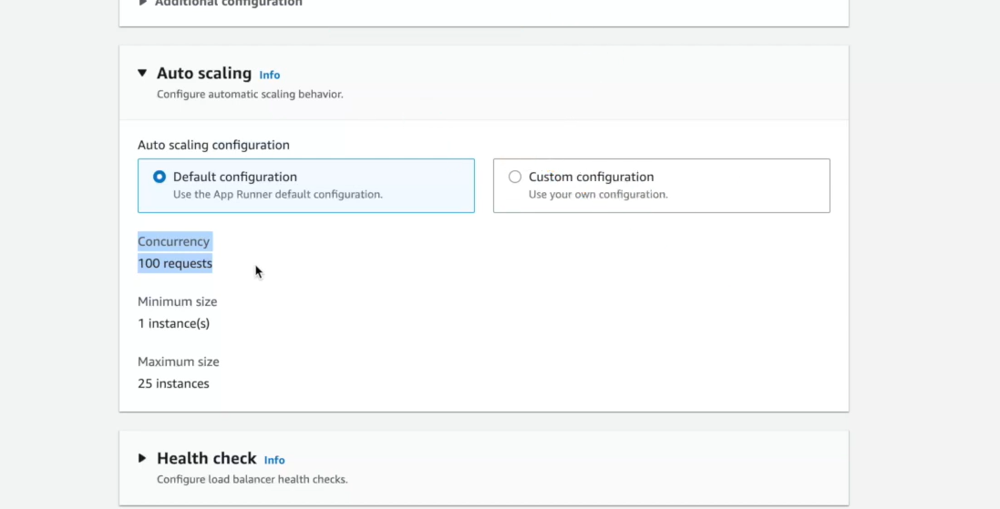 Additional configuration
Auto scaling Info
Configure automatic scaling behavior.
Auto scaling configuration
Default configuration
Use the App Runner default configuration.
Custom configuration
Use your own configuration.
Concurrency
100 requests
Minimum size
1 instance(s)
Maximum size
25 instances
Health check Info
Configure load balancer health checks.